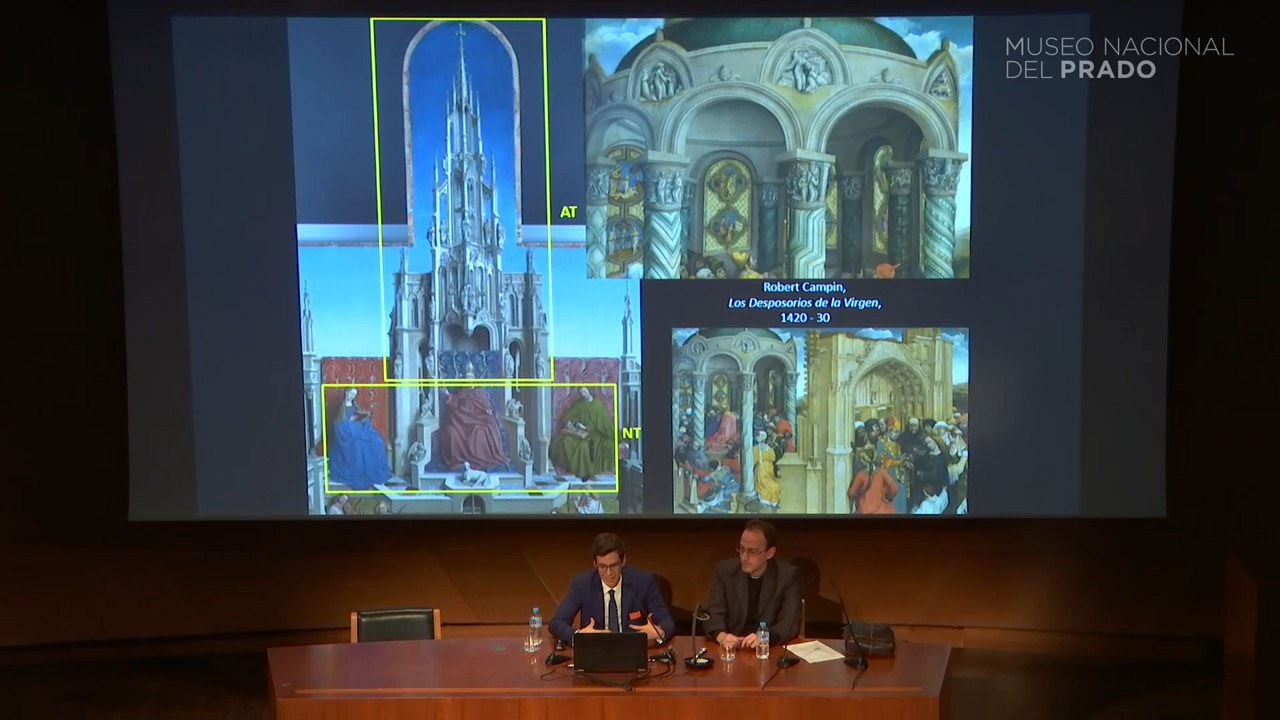 MUSEO NACIONAL
DEL PRADO
AT
Robert Campin,
Los Desposorios de la Virgen,
1420 - 30
NT